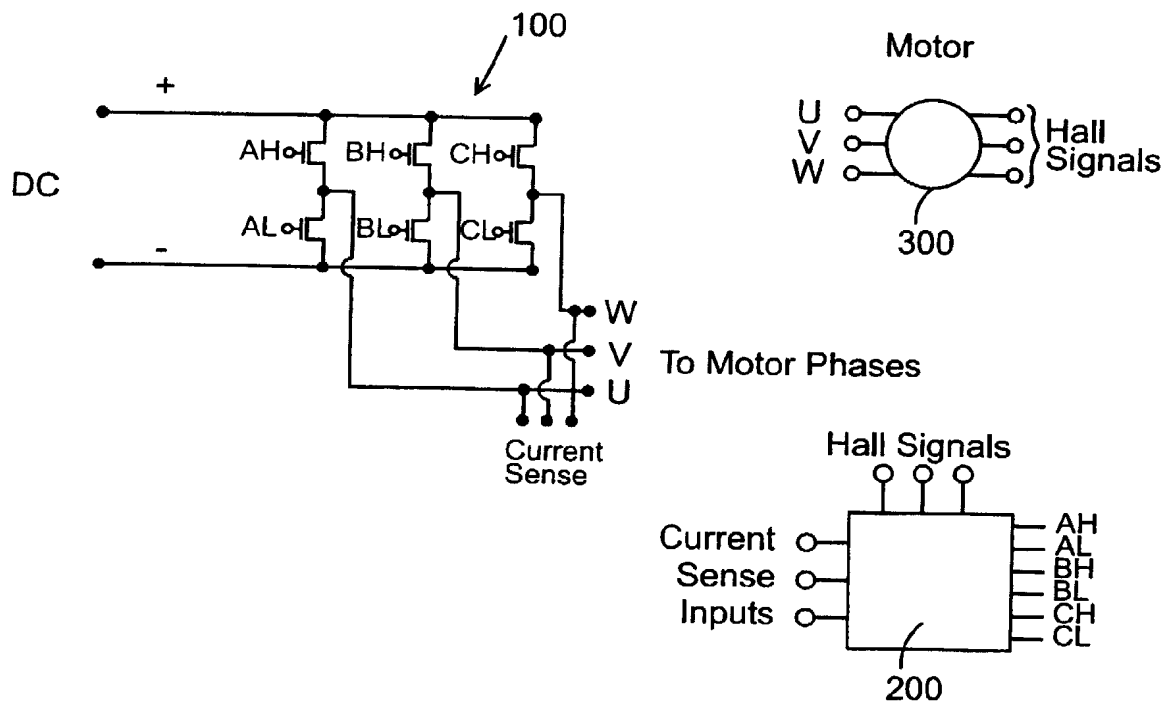 100
Motor
+
AH
BH
CH
U
V
W
Hall
Signals
DC
AL
BL
CL
-
300
W
V
U
To Motor Phases
Current
Sense
Hall Signals
Current
Sense
Inputs
AH
AL
BH
BL
CH
CL
200